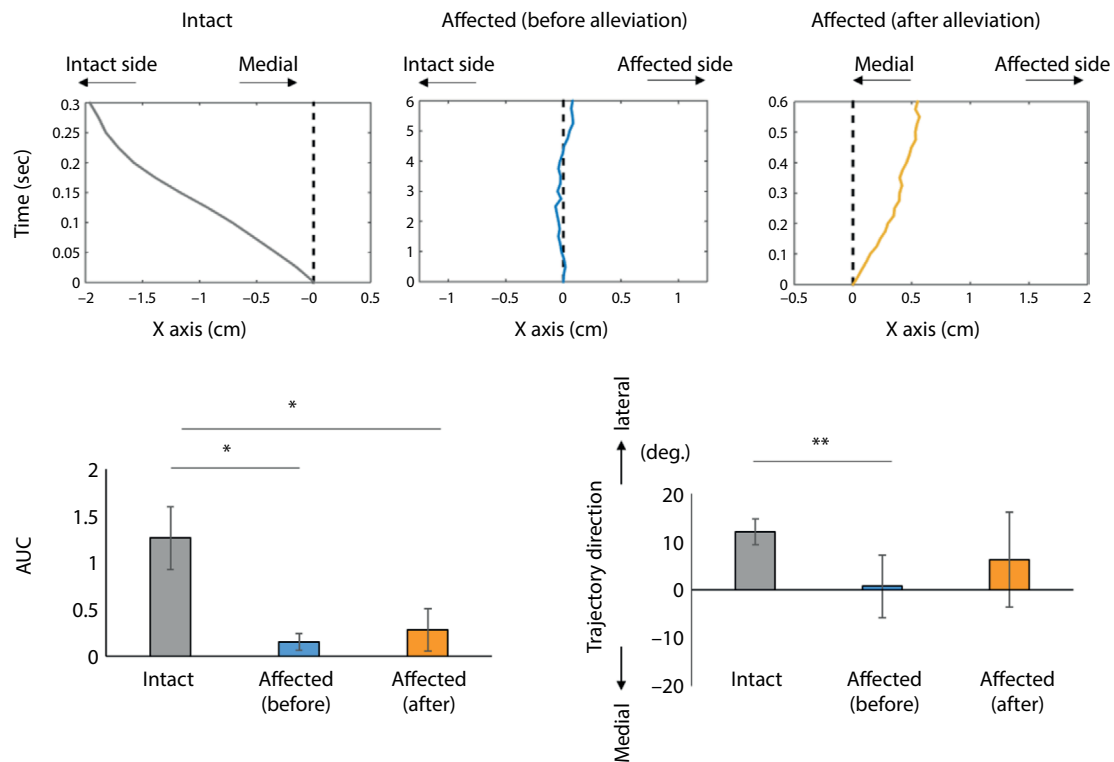 Intact
Affected (before alleviation)
Affected (after alleviation)
Intact side
Medial
Intact side
Affected side
Medial
Affected side
Time (sec)
0.3
0.25
0.2
0.15
0.1
0.05
0
–2
–1
–1
–0.5
–0
0.5
X axis (cm)
6
5
4
3
2
1
0
–1
0
0
1
X axis (cm)
0.6
0.5
0.4
0.3
0.2
0.1
0
–0.5
0
0.5
1
1.5
2
X axis (cm)
AUC
2
1.5
1
0.5
0
*
*
Intact
Affected
(before)
Affected
(after)
lateral
Trajectory direction
Medial
(deg.)
**
20
10
0
–10
–20
Intact
Affected
(before)
Affected
(after)